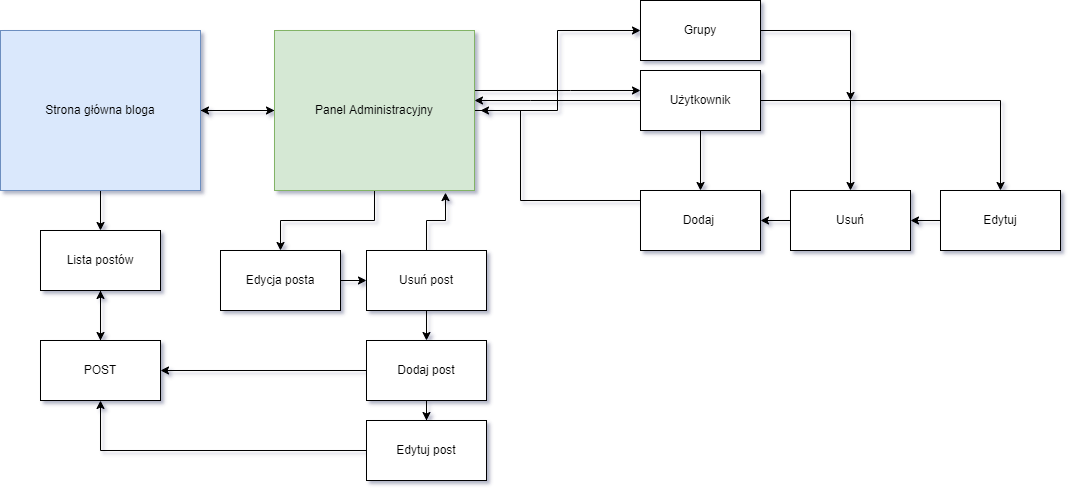 Grupy
Strona główna bloga
Panel Administracyjny
Użytkownik
Dodaj
Usuń
Edytuj
Lista postów
Edycja posta
Usuń post
POST
Dodaj post
Edytuj post